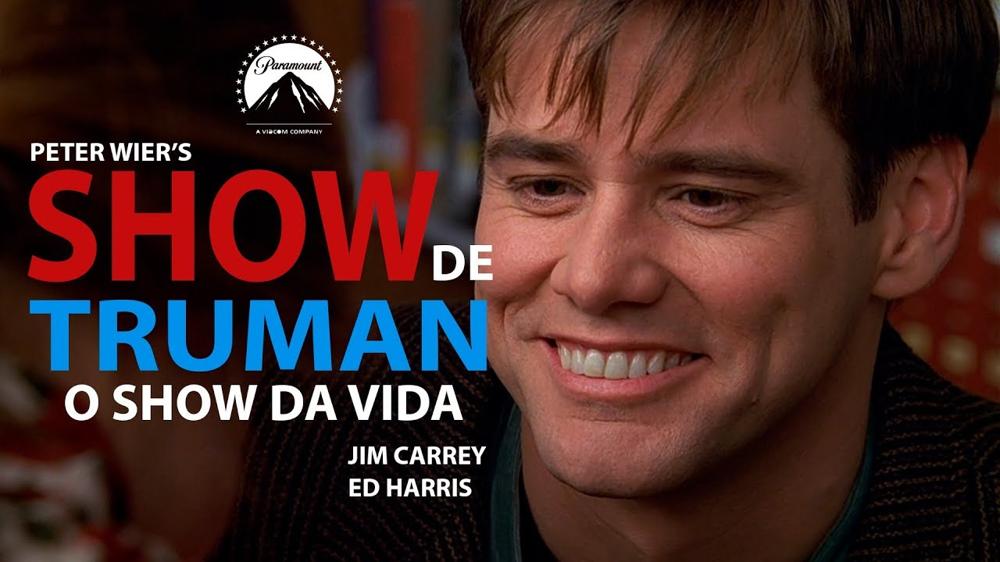 Paramount
A VIACOM COMPANY
PETER WIER'S
SHOW
DE
TRUMAN
O SHOW DA VIDA
JIM CARREY
ED HARRIS